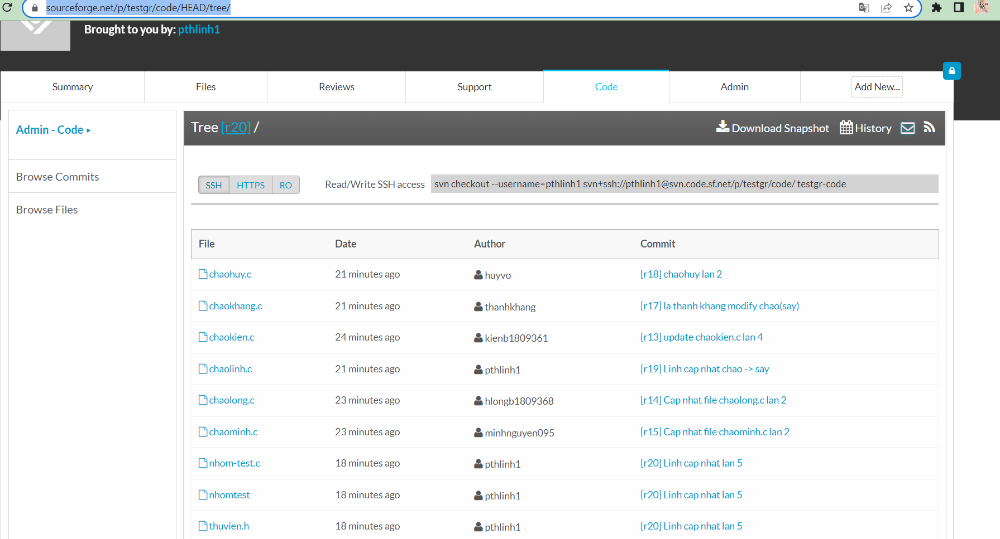 sourceforge.net/p/testgr/code/HEAD/tree/
Brought to you by: pthlinh1
Summary Files Reviews Support Code Admin Add New...
Admin - Code ▸
Browse Commits
Browse Files
Tree [r20] /
Download Snapshot History
SSH HTTPS RO Read/Write SSH access svn checkout --username=pthlinh1 svn+ssh://pthlinh1@svn.code.sf.net/p/testgr/code/ testgr-code
File Date Author Commit
chaohuy.c 21 minutes ago huyvo [r18] chaohuy lan 2
chaokhang.c 21 minutes ago thanhkhang [r17] la thanh khang modify chao(say)
chaokien.c 24 minutes ago kienb1809361 [r13] update chaokien.c lan 4
chaolinh.c 21 minutes ago pthlinh1 [r19] Linh cap nhat chao -> say
chaolong.c 23 minutes ago hlongb1809368 [r14] Cap nhat file chaolong.c lan 2
chaominh.c 23 minutes ago minhnguyen095 [r15] Cap nhat file chaominh.c lan 2
nhom-test.c 18 minutes ago pthlinh1 [r20] Linh cap nhat lan 5
nhomtest 18 minutes ago pthlinh1 [r20] Linh cap nhat lan 5
thuvien.h 18 minutes ago pthlinh1 [r20] Linh cap nhat lan 5